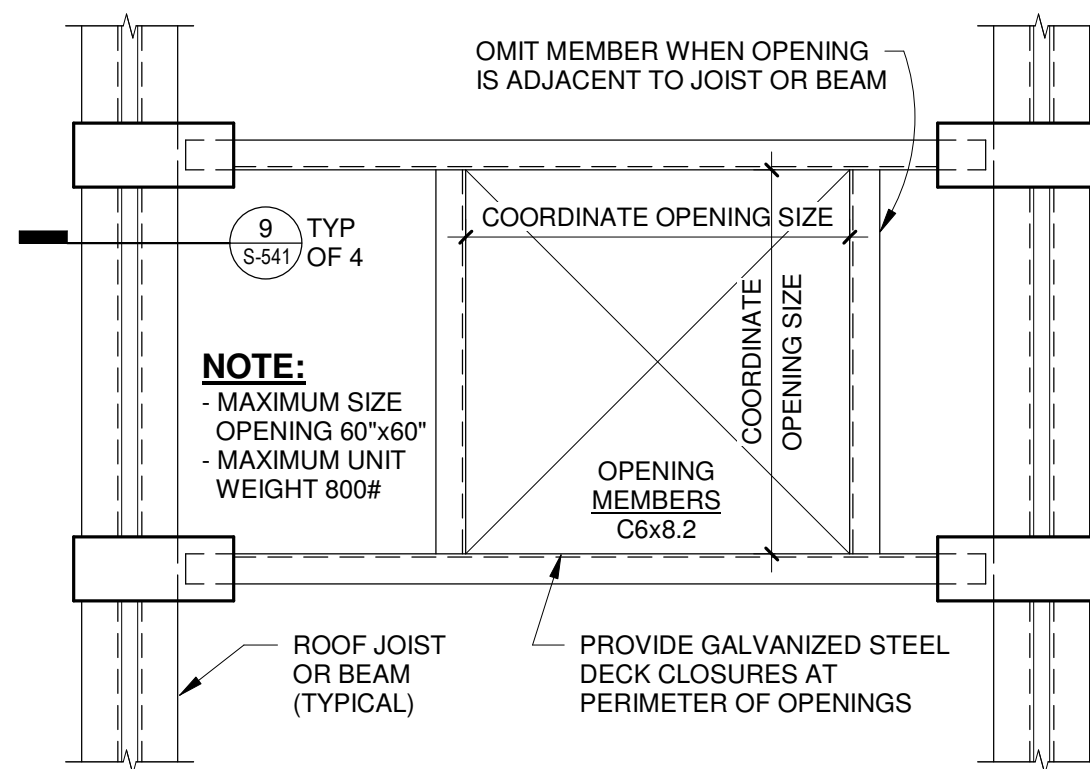 OMIT MEMBER WHEN OPENING
IS ADJACENT TO JOIST OR BEAM
COORDINATE OPENING SIZE
9
S-541
TYP
OF 4
COORDINATE
OPENING SIZE
NOTE:
- MAXIMUM SIZE
OPENING 60"x60"
- MAXIMUM UNIT
WEIGHT 800#
OPENING
MEMBERS
C6x8.2
ROOF JOIST
OR BEAM
(TYPICAL)
PROVIDE GALVANIZED STEEL
DECK CLOSURES AT
PERIMETER OF OPENINGS